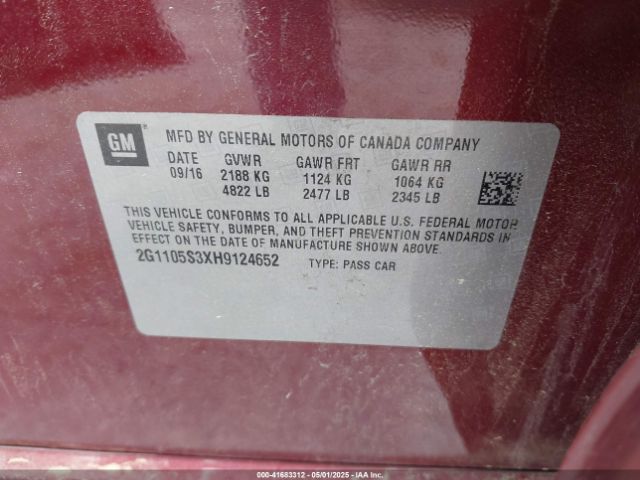 GM
MFD BY GENERAL MOTORS OF CANADA COMPANY
DATE GVWR GAWR FRT GAWR RR
09/16 2188 KG 1124 KG 1064 KG
4822 LB 2477 LB 2345 LB
THIS VEHICLE CONFORMS TO ALL APPLICABLE U.S. FEDERAL MOTOR
VEHICLE SAFETY, BUMPER, AND THEFT PREVENTION STANDARDS IN
EFFECT ON THE DATE OF MANUFACTURE SHOWN ABOVE.
2G1105S3XH9124652 TYPE: PASS CAR
000-41683312 - 05/01/2025 - IAAI.COM